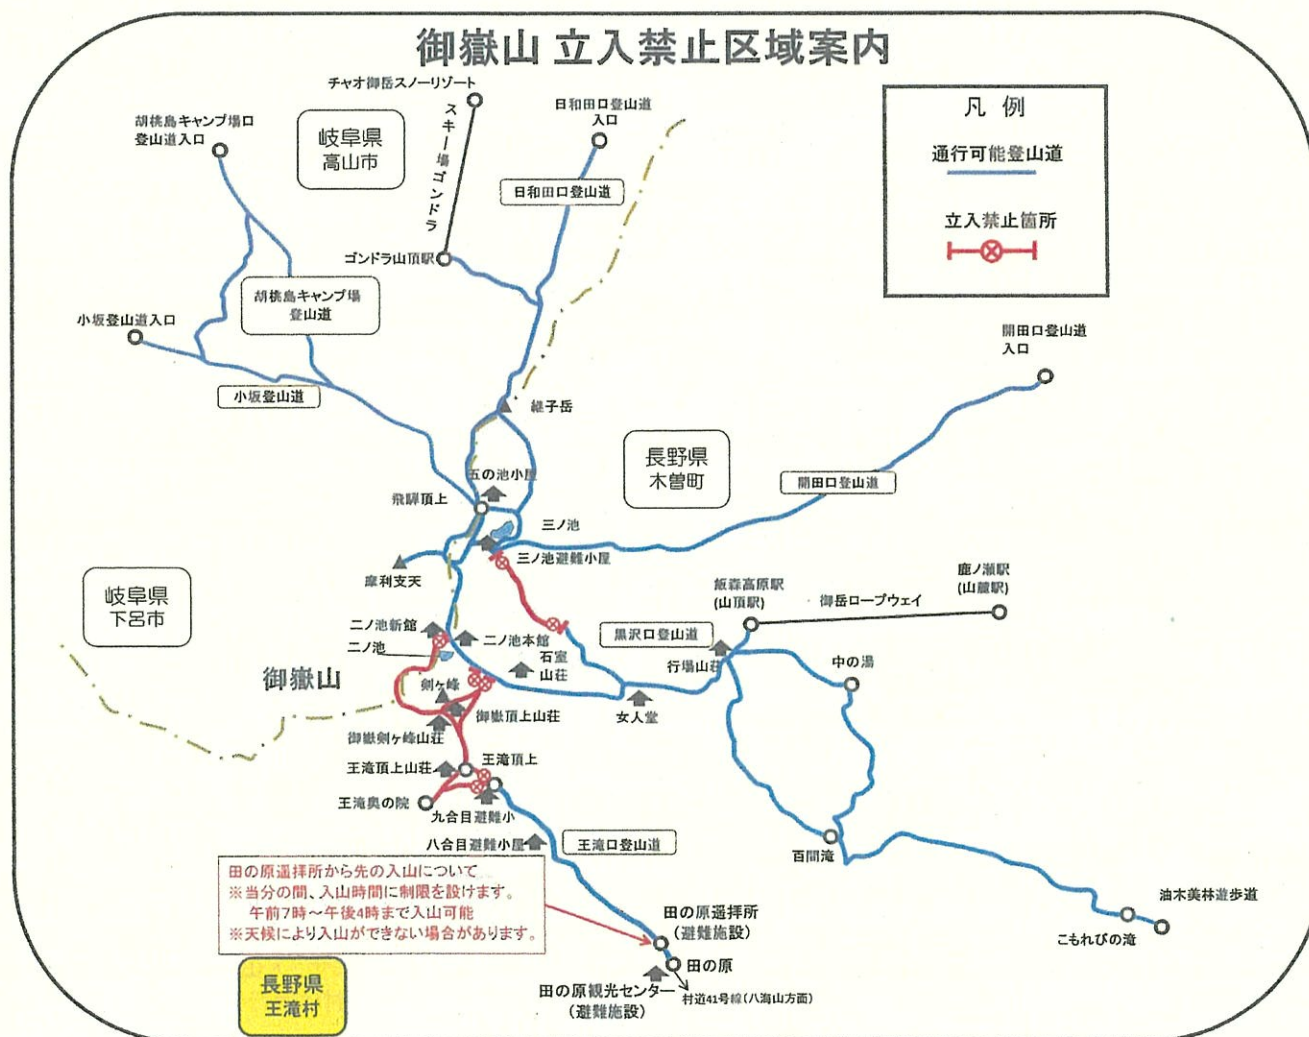 御嶽山 立入禁止区域案内
チャオ御岳スノーリゾート
日和田口登山道
入口
凡 例
通行可能登山道
立入禁止箇所
胡桃島キャンプ場口
登山道入口
岐阜県
高山市
スキー場ゴンドラ
日和田口登山道
ゴンドラ山頂駅
胡桃島キャンプ場
登山道
小坂登山道入口
開田口登山道
入口
小坂登山道
継子岳
長野県
木曽町
五の池小屋
開田口登山道
飛騨頂上
三ノ池
三ノ池避難小屋
摩利支天
岐阜県
下呂市
飯森高原駅
(山頂駅)
御岳ロープウェイ
鹿ノ瀬駅
(山麓駅)
二ノ池新館
二ノ池本館
黒沢口登山道
二ノ池
石室
山荘
行場山荘
中の湯
御嶽山
剣ヶ峰
御嶽頂上山荘
女人堂
御嶽剣ヶ峰山荘
王滝頂上山荘
王滝頂上
王滝奥の院
九合目避難小
八合目避難小屋
王滝口登山道
百間滝
田の原遥拝所から先の入山について
※当分の間、入山時間に制限を設けます。
午前7時～午後4時まで入山可能
※天候により入山ができない場合があります。
田の原遥拝所
(避難施設)
油木美林遊歩道
こもれびの滝
田の原
長野県
王滝村
田の原観光センター
(避難施設)
村道41号線(八海山方面)